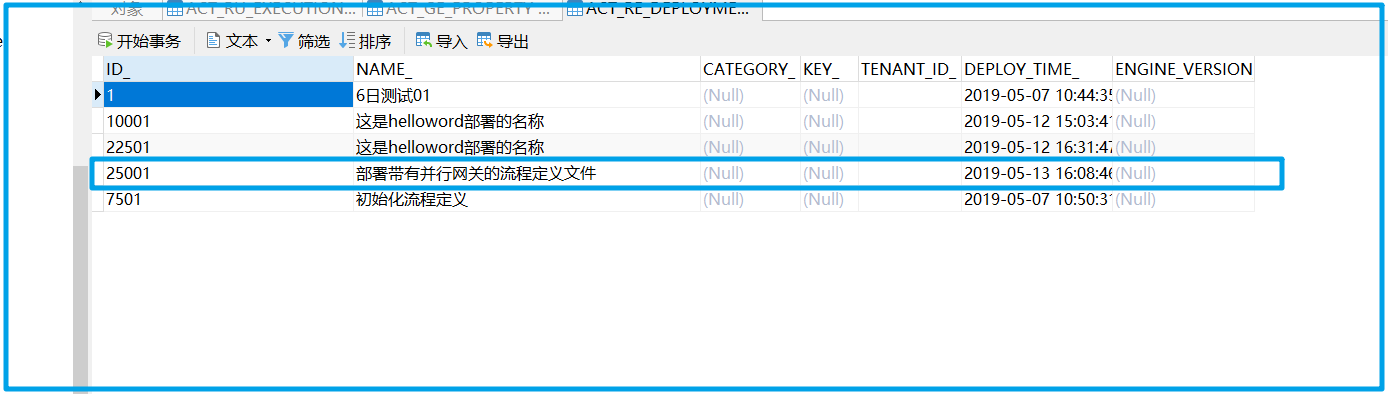 对象 ACT_RU_EXECUTION... ACT_GE_PROPERTY ... ACT_RE_DEPLOYME...
开始事务 文本 筛选 排序 导入 导出
ID_ NAME_ CATEGORY_ KEY_ TENANT_ID_ DEPLOY_TIME_ ENGINE_VERSION
1 6日测试01 (Null) (Null) 2019-05-07 10:44:35 (Null)
10001 这是helloword部署的名称 (Null) (Null) 2019-05-12 15:03:41 (Null)
22501 这是helloword部署的名称 (Null) (Null) 2019-05-12 16:31:47 (Null)
25001 部署带有并行网关的流程定义文件 (Null) (Null) 2019-05-13 16:08:46 (Null)
7501 初始化流程定义 (Null) (Null) 2019-05-07 10:50:31 (Null)